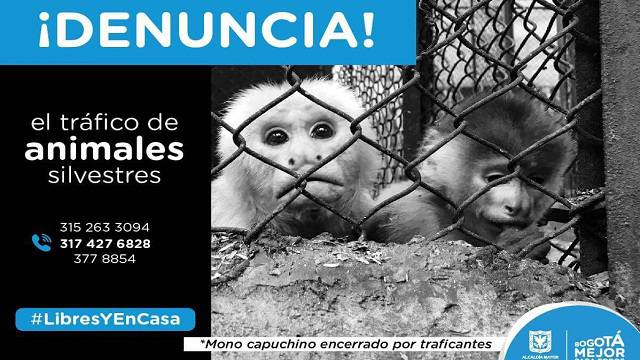 ¡DENUNCIA!
el tráfico de
animales
silvestres
315 263 3094
317 427 6828
377 8854
#LibresYEnCasa
*Mono capuchino encerrado por traficantes
ALCALDÍA MAYOR
BOGOTÁ
MEJOR